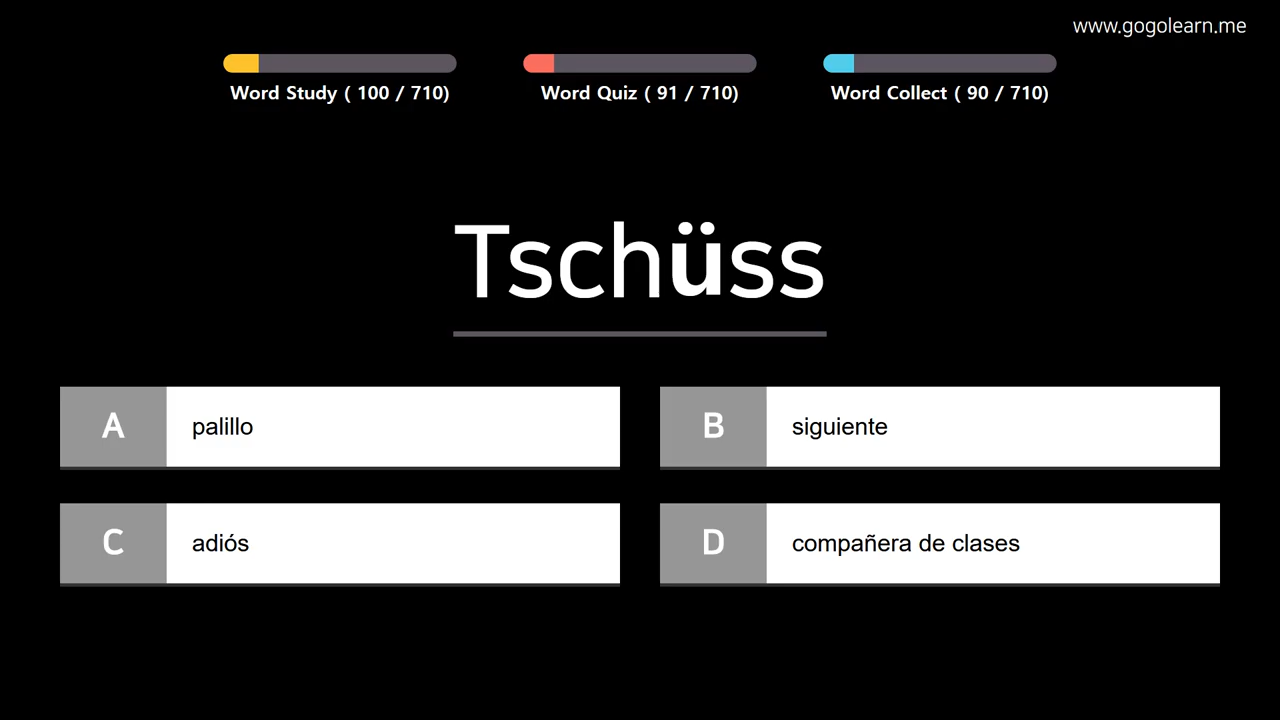 www.gogolearn.me
Word Study ( 100 / 710)
Word Quiz ( 91 / 710)
Word Collect ( 90 / 710)
Tschüss
A palillo
B siguiente
C adiós
D compañera de clases